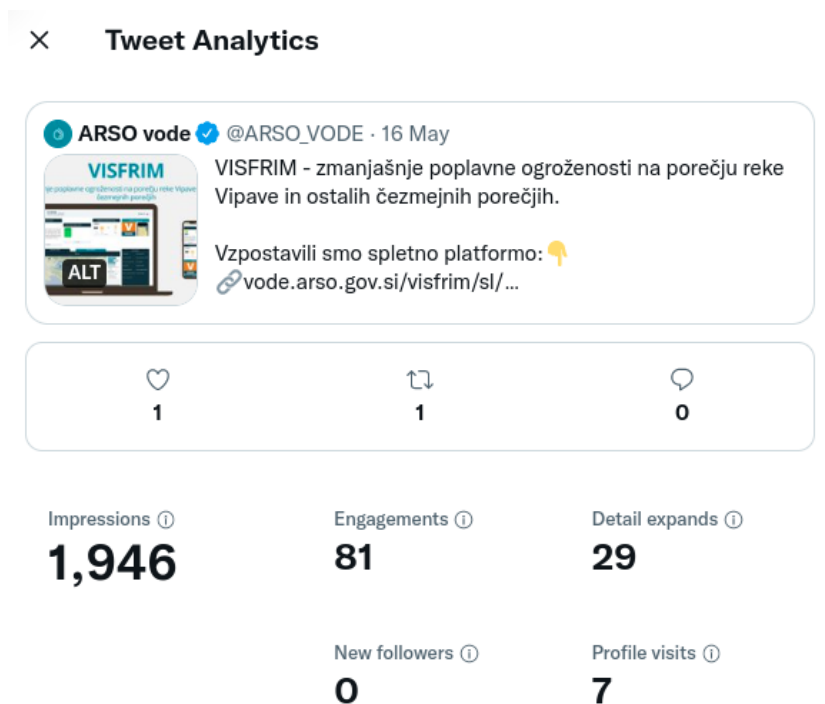 Tweet Analytics
ARSO vode @ARSO_VODE · 16 May
VISFRIM
VISFRIM - zmanjašnje poplavne ogroženosti na porečju reke
Vipave in ostalih čezmejnih porečjih.
Vzpostavili smo spletno platformo:👇
🔗vode.arso.gov.si/visfrim/sl/...
ALT
1 1 0
Impressions Engagements Detail expands
1,946 81 29
New followers Profile visits
0 7